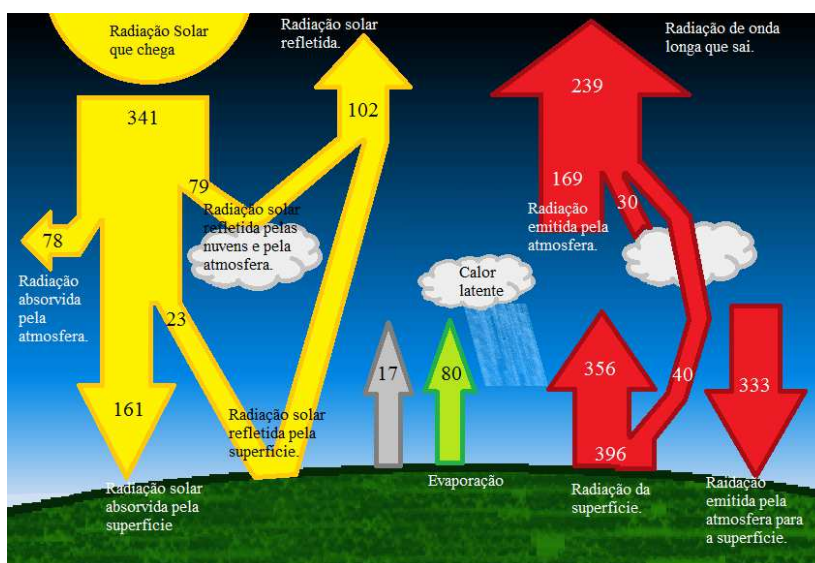 Radiação Solar
que chega
Radiação solar
refletida.
Radiação de onda
longa que sai.
341
102
239
79
169
30
Radiação solar
refletida pelas
nuvens e pela
atmosfera.
Radiação
emitida pela
atmosfera.
78
Radiação
absorvida
pela
atmosfera.
Calor
latente
23
17
80
356
40
333
161
Radiação solar
refletida pela
superfície.
396
Radiação solar
absorvida pela
superfície
Evaporação
Radiação da
superfície.
Raidação
emitida pela
atmosfera para
a superfície.